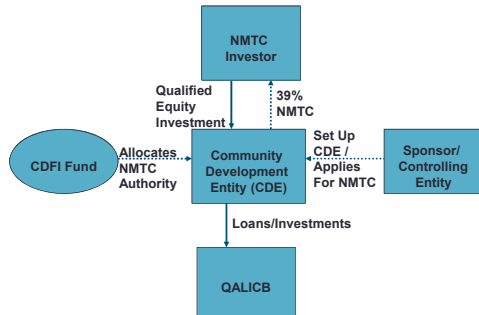 NMTC
Investor
Qualified
Equity
Investment
39%
NMTC
CDFI Fund
Allocates
NMTC
Authority
Community
Development
Entity (CDE)
Set Up
CDE /
Applies
For NMTC
Sponsor/
Controlling
Entity
Loans/Investments
QALICB